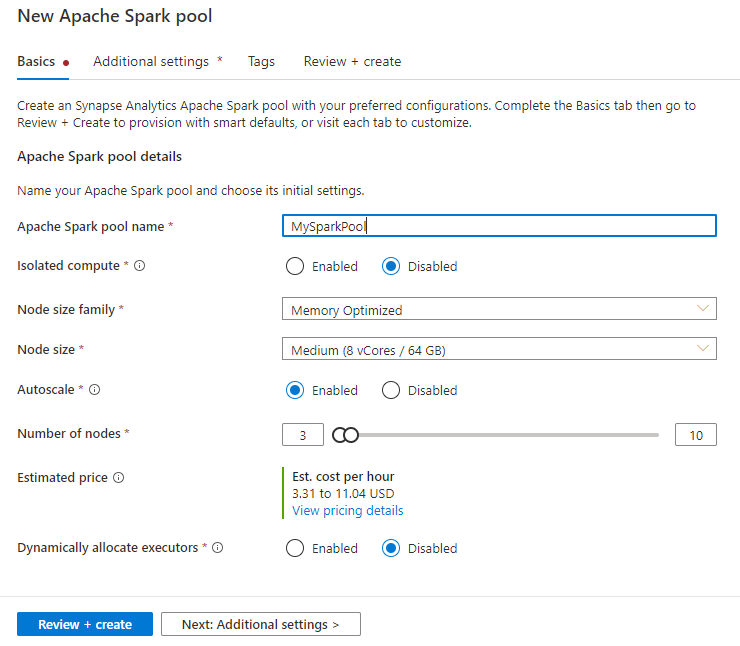 New Apache Spark pool
Basics Additional settings * Tags Review + create
Create an Synapse Analytics Apache Spark pool with your preferred configurations. Complete the Basics tab then go to
Review + Create to provision with smart defaults, or visit each tab to customize.
Apache Spark pool details
Name your Apache Spark pool and choose its initial settings.
Apache Spark pool name * MySparkPool
Isolated compute * Enabled Disabled
Node size family * Memory Optimized
Node size * Medium (8 vCores / 64 GB)
Autoscale * Enabled Disabled
Number of nodes * 3 10
Estimated price Est. cost per hour
3.31 to 11.04 USD
View pricing details
Dynamically allocate executors * Enabled Disabled
Review + create Next: Additional settings >